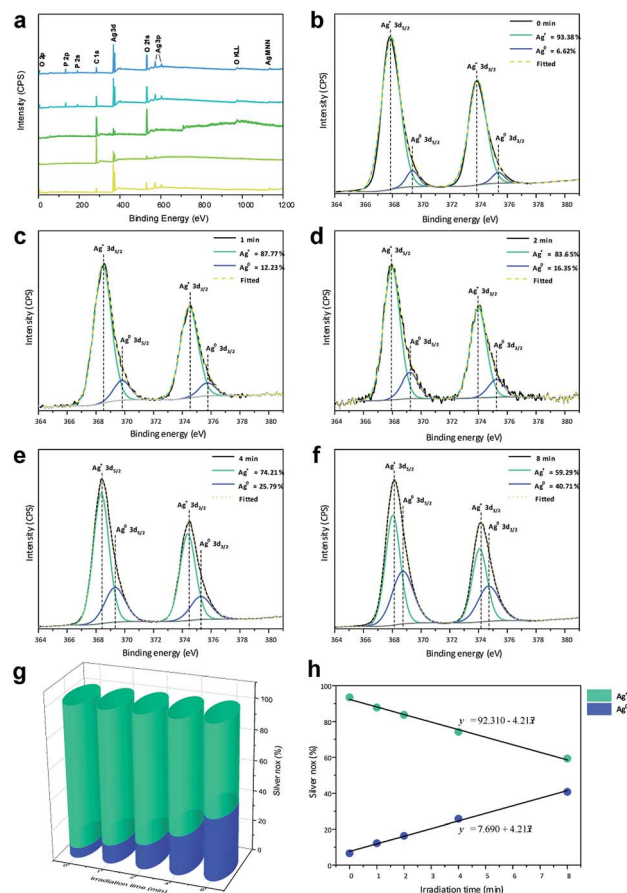 a
O 2p
P 2p
P 2s
C 1s
Ag3d
O 21s
Ag3p
O KLL
AgMNN
Intensity (CPS)
0 200 400 600 800 1000 1200
Binding Energy (eV)
b
0 min
Ag⁺ = 93.38%
Ag⁰ = 6.62%
Fitted
Ag⁺ 3d5/2
Ag⁰ 3d5/2
Ag⁺ 3d3/2
Ag⁰ 3d3/2
Intensity (CPS)
364 366 368 370 372 374 376 378 380
Binding energy (eV)
c
1 min
Ag⁺ = 87.77%
Ag⁰ = 12.23%
Fitted
Ag⁺ 3d5/2
Ag⁰ 3d5/2
Ag⁺ 3d3/2
Ag⁰ 3d3/2
Intensity (CPS)
364 366 368 370 372 374 376 378 380
Binding energy (eV)
d
2 min
Ag⁺ = 83.65%
Ag⁰ = 16.35%
Fitted
Ag⁺ 3d5/2
Ag⁰ 3d5/2
Ag⁺ 3d3/2
Ag⁰ 3d3/2
Intensity (CPS)
364 366 368 370 372 374 376 378 380
Binding energy (eV)
e
4 min
Ag⁺ = 74.21%
Ag⁰ = 25.79%
Fitted
Ag⁺ 3d5/2
Ag⁰ 3d5/2
Ag⁺ 3d3/2
Ag⁰ 3d3/2
Intensity (CPS)
364 366 368 370 372 374 376 378 380
Binding energy (eV)
f
8 min
Ag⁺ = 59.29%
Ag⁰ = 40.71%
Fitted
Ag⁺ 3d5/2
Ag⁰ 3d5/2
Ag⁺ 3d3/2
Ag⁰ 3d3/2
Intensity (CPS)
364 366 368 370 372 374 376 378 380
Binding energy (eV)
g
100
80
60
40
20
0
Silver nox (%)
0 1 2 4 8
Irradiation time (min)
h
Ag⁺
Ag⁰
100
80
60
40
20
0
Silver nox (%)
y = 92.310 - 4.212
y = 7.690 + 4.212
0 1 2 3 4 5 6 7 8
Irradiation time (min)